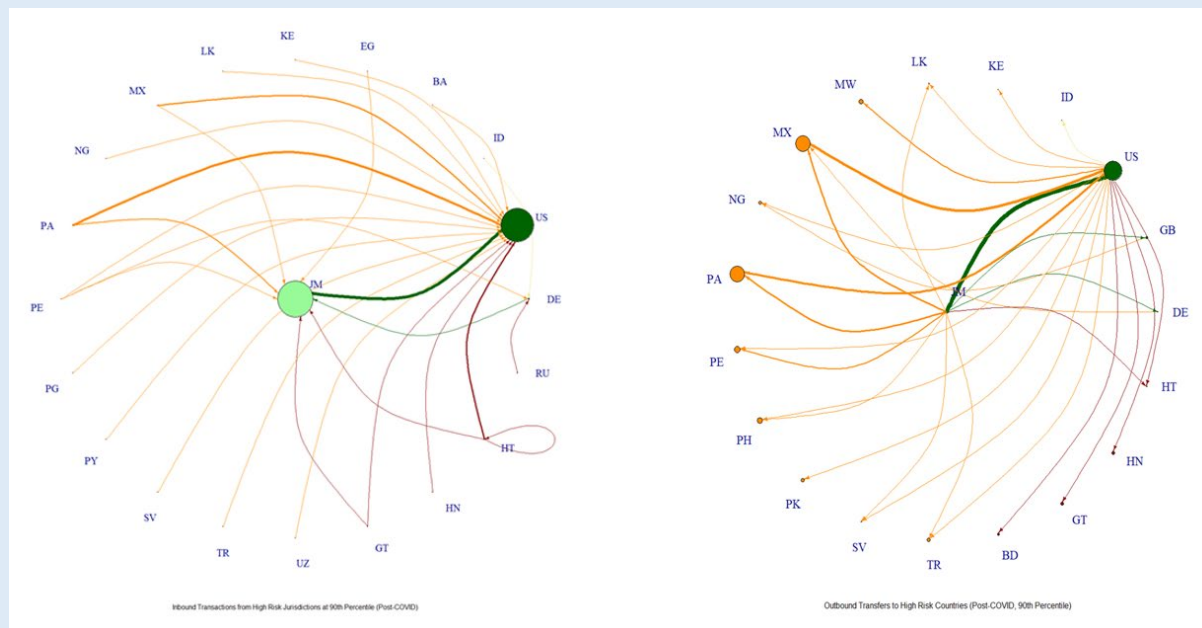 KE
EG
LK
BA
MX
ID
NG
US
PA
JM
DE
PE
RU
PG
HT
PY
HN
SV
GT
TR
UZ
Inbound Transactions from High Risk Jurisdictions at 90th Percentile (Post-COVID)
LK
KE
MW
ID
MX
US
NG
GB
PA
JM
DE
PE
HT
PH
HN
PK
GT
SV
BD
TR
Outbound Transfers to High Risk Countries (Post-COVID, 90th Percentile)